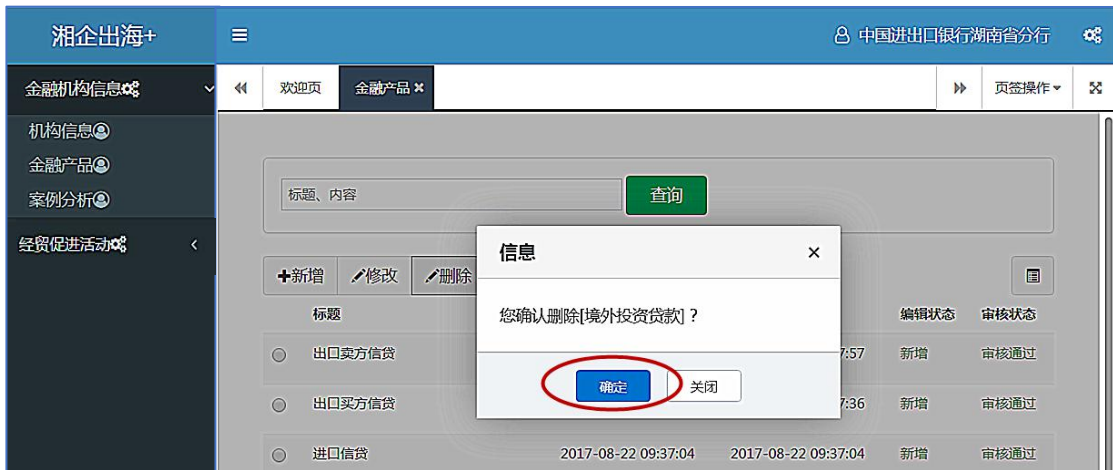 湘企出海+
中国进出口银行湖南省分行
金融机构信息
欢迎页
金融产品
页签操作
机构信息
金融产品
案例分析
经贸促进活动
标题、内容
查询
信息
×
新增
修改
删除
您确认删除[境外投资贷款]？
标题
编辑状态
审核状态
出口卖方信贷
7:57
新增
审核通过
确定
关闭
出口买方信贷
7:36
新增
审核通过
进口信贷
2017-08-22 09:37:04
2017-08-22 09:37:04
新增
审核通过